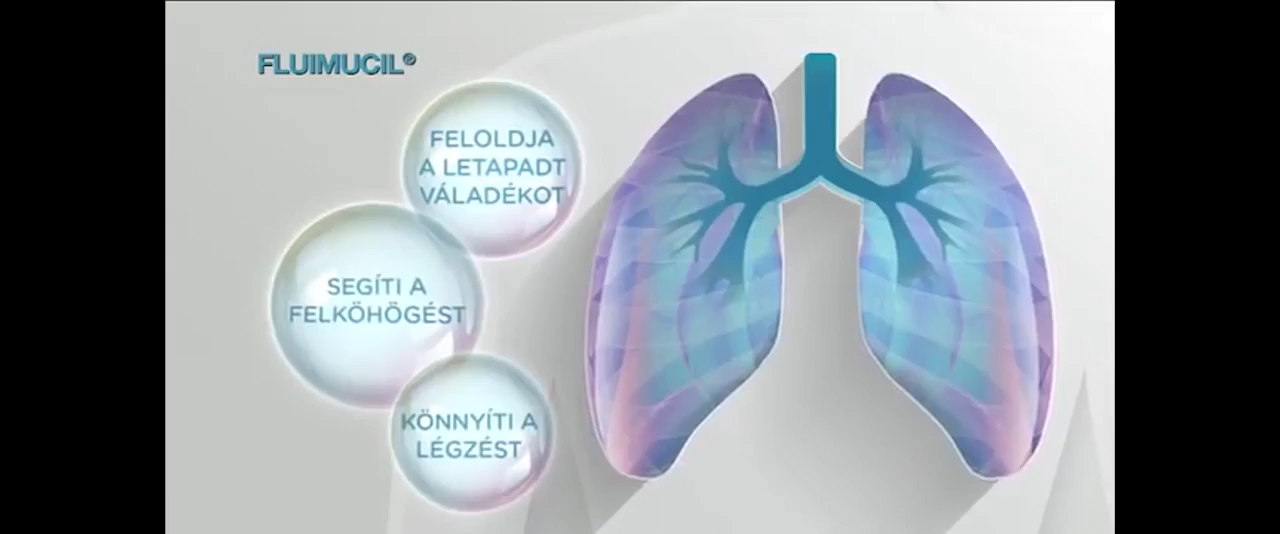 FLUIMUCIL®
FELOLDJA
A LETAPADT
VÁLADÉKOT
SEGÍTI A
FELKÖHÖGÉST
KÖNNYÍTI A
LÉGZÉST